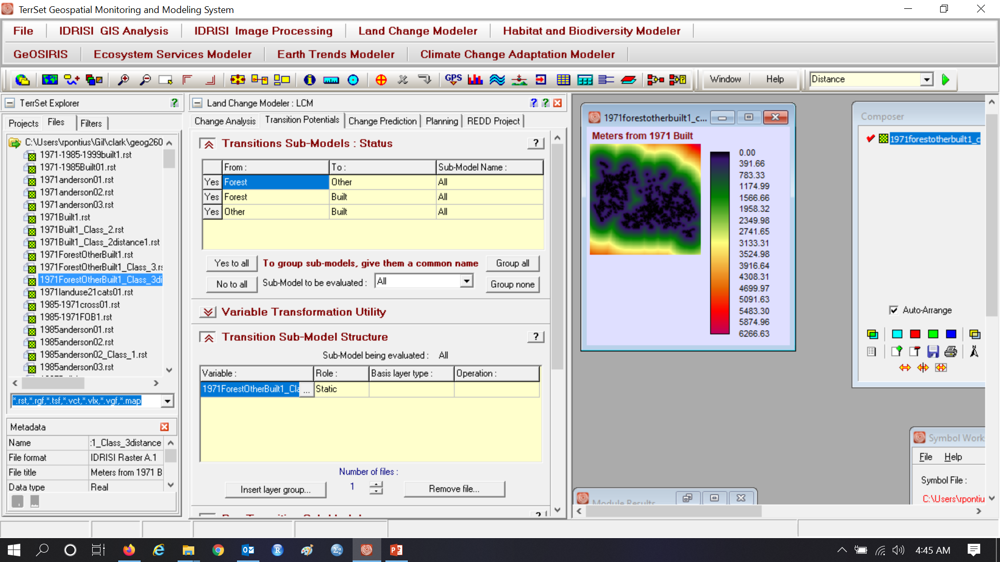 TerrSet Geospatial Monitoring and Modeling System
File
IDRISI GIS Analysis
IDRISI Image Processing
Land Change Modeler
Habitat and Biodiversity Modeler
GeOSIRIS
Ecosystem Services Modeler
Earth Trends Modeler
Climate Change Adaptation Modeler
GPS
Window
Help
Distance
TerrSet Explorer
?
Projects
Files
Filters
C:\Users\rpontius\Gil\clark\geog260
1971-1985-1999built1.rst
1971-1985Built01.rst
1971anderson01.rst
1971anderson02.rst
1971anderson03.rst
1971Built1.rst
1971Built1_Class_2.rst
1971Built1_Class_2distance1.rst
1971ForestOtherBuilt1.rst
1971ForestOtherBuilt1_Class_3.rs
1971ForestOtherBuilt1_Class_3di
1971landuse21cats01.rst
1985-1971cross01.rst
1985-1971FOB1.rst
1985anderson01.rst
1985anderson02.rst
1985anderson02_Class_1.rst
1985anderson03.rst
*.rst,*.rgf,*.tsf,*.vct,*.vlx,*.vgf,*.map
Metadata
Name :1_Class_3distance
File format IDRISI Raster A.1
File title Meters from 1971 B
Data type Real
Land Change Modeler : LCM
? ?
Change Analysis
Transition Potentials
Change Prediction
Planning
REDD Project
Transitions Sub-Models : Status
?
From : To : Sub-Model Name :
Yes Forest Other All
Yes Forest Built All
Yes Other Built All
Yes to all
To group sub-models, give them a common name
Group all
No to all
Sub-Model to be evaluated : All
Group none
Variable Transformation Utility
Transition Sub-Model Structure
?
Sub-Model being evaluated : All
Variable : Role : Basis layer type : Operation :
1971ForestOtherBuilt1_Cla ... Static
Number of files :
Insert layer group...
1
Remove file...
?
1971forestotherbuilt1_c...
Meters from 1971 Built
0.00
391.66
783.33
1174.99
1566.66
1958.32
2349.98
2741.65
3133.31
3524.98
3916.64
4308.31
4699.97
5091.63
5483.30
5874.96
6266.63
Composer
1971forestotherbuilt1_c
Auto-Arrange
Symbol Work
File Help
Symbol File :
C:\Users\rpontiu
Module Results
4:45 AM